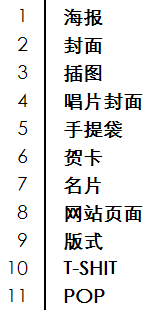 1 海报
2 封面
3 插图
4 唱片封面
5 手提袋
6 贺卡
7 名片
8 网站页面
9 版式
10 T-SHIT
11 POP